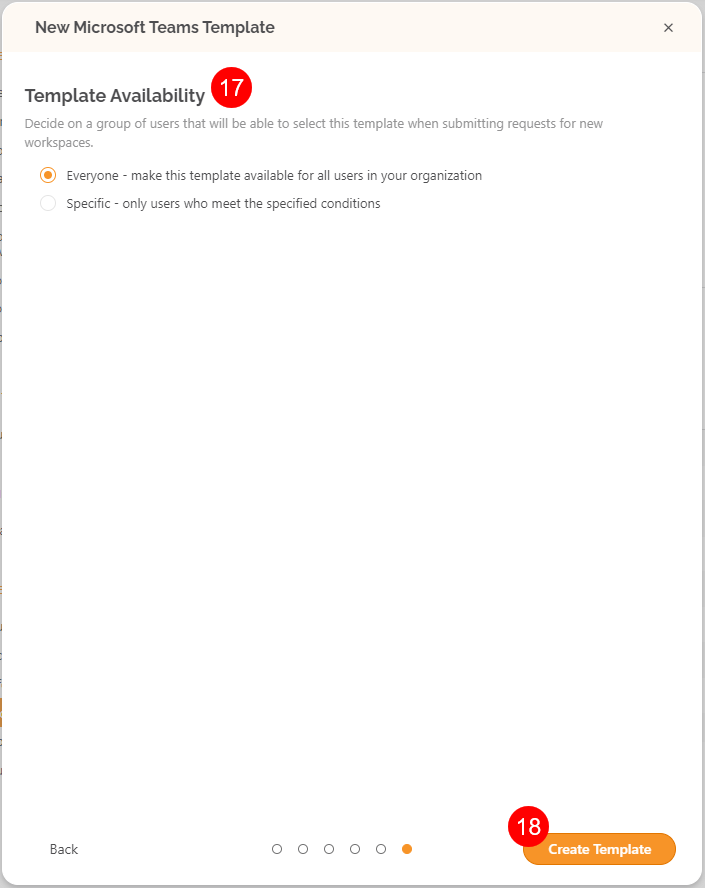 New Microsoft Teams Template
Template Availability 17
Decide on a group of users that will be able to select this template when submitting requests for new
workspaces.
Everyone - make this template available for all users in your organization
Specific - only users who meet the specified conditions
18
Back
Create Template